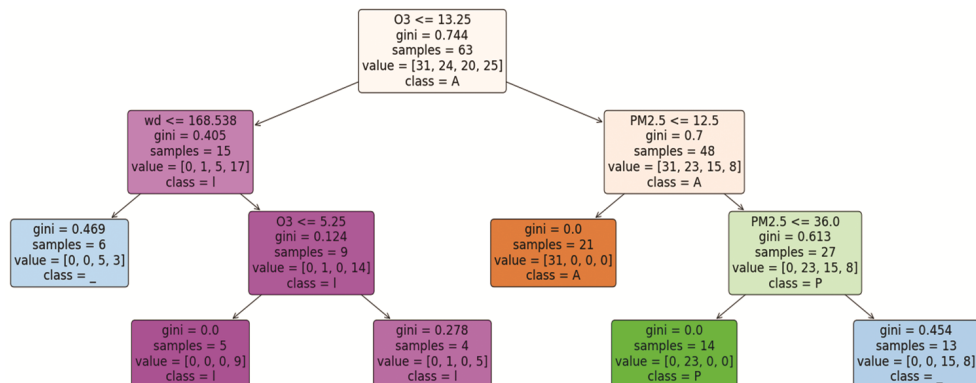 O3 <= 13.25
gini = 0.744
samples = 63
value = [31, 24, 20, 25]
class = A
wd <= 168.538
gini = 0.405
samples = 15
value = [0, 1, 5, 17]
class = l
PM2.5 <= 12.5
gini = 0.7
samples = 48
value = [31, 23, 15, 8]
class = A
gini = 0.469
samples = 6
value = [0, 0, 5, 3]
class = _
O3 <= 5.25
gini = 0.124
samples = 9
value = [0, 1, 0, 14]
class = l
gini = 0.0
samples = 21
value = [31, 0, 0, 0]
class = A
PM2.5 <= 36.0
gini = 0.613
samples = 27
value = [0, 23, 15, 8]
class = P
gini = 0.0
samples = 5
value = [0, 0, 0, 9]
class = l
gini = 0.278
samples = 4
value = [0, 1, 0, 5]
class = l
gini = 0.0
samples = 14
value = [0, 23, 0, 0]
class = P
gini = 0.454
samples = 13
value = [0, 0, 15, 8]
class = _